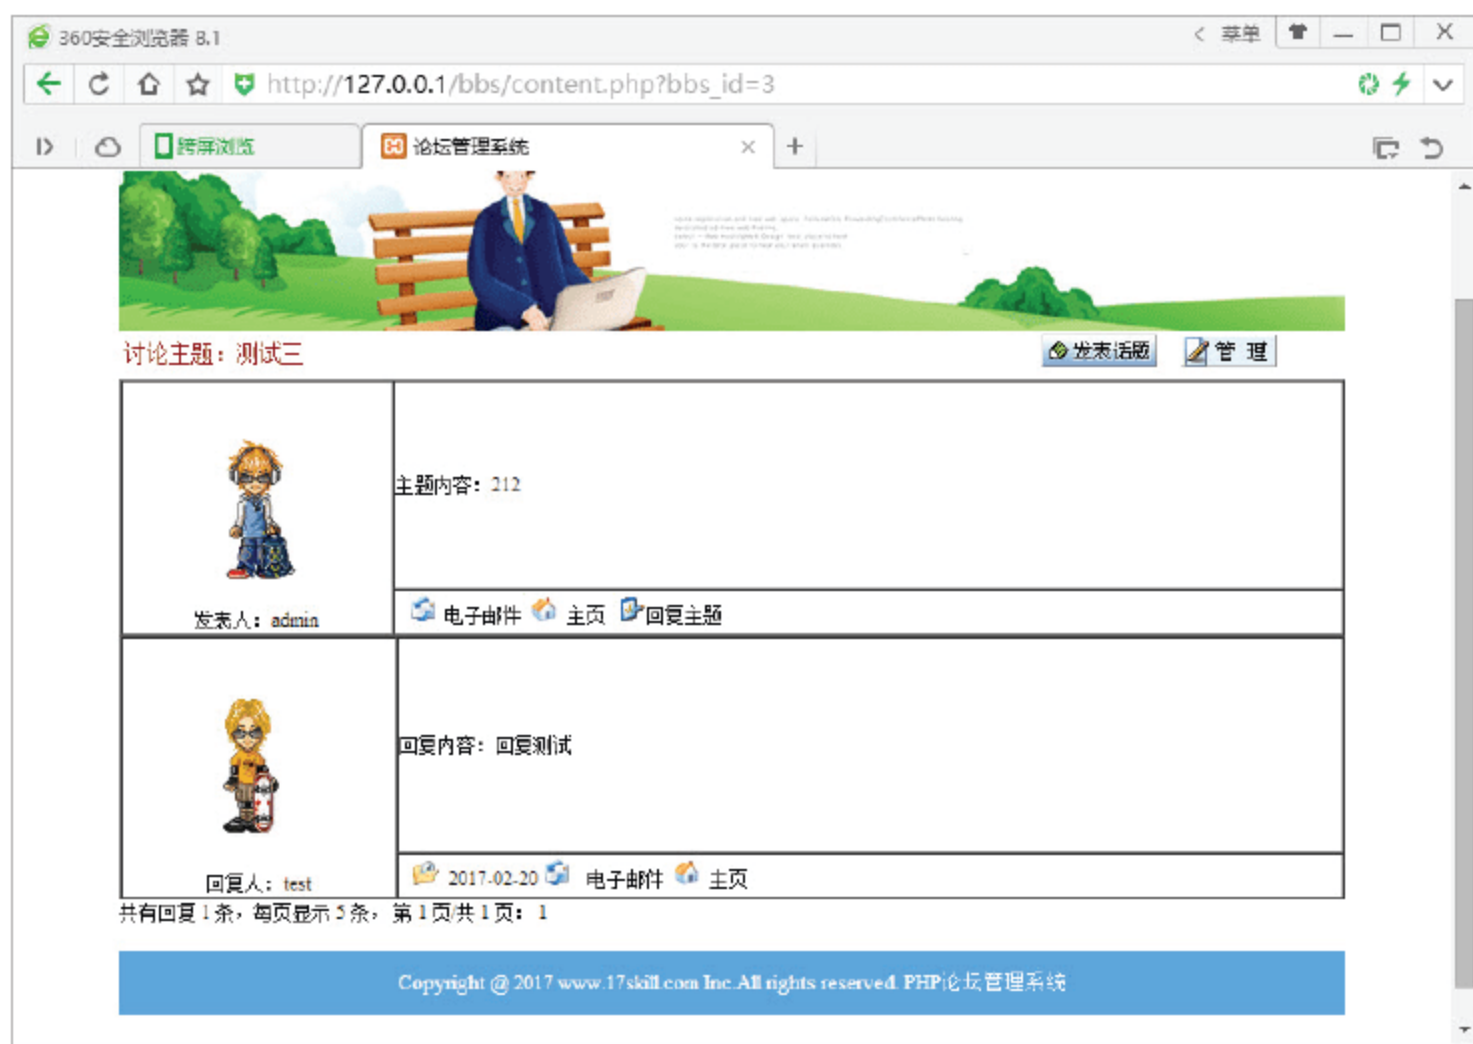 360安全浏览器 8.1
菜单
http://127.0.0.1/bbs/content.php?bbs_id=3
跨屏浏览
论坛管理系统
讨论主题：测试三
发表话题
管 理
主题内容：212
发表人：admin
电子邮件 主页 回复主题
回复内容：回复测试
回复人：test
2017-02-20 电子邮件 主页
共有回复 1 条，每页显示 5 条， 第 1 页/共 1 页： 1
Copyright @ 2017 www.17skill.com Inc.All rights reserved. PHP论坛管理系统